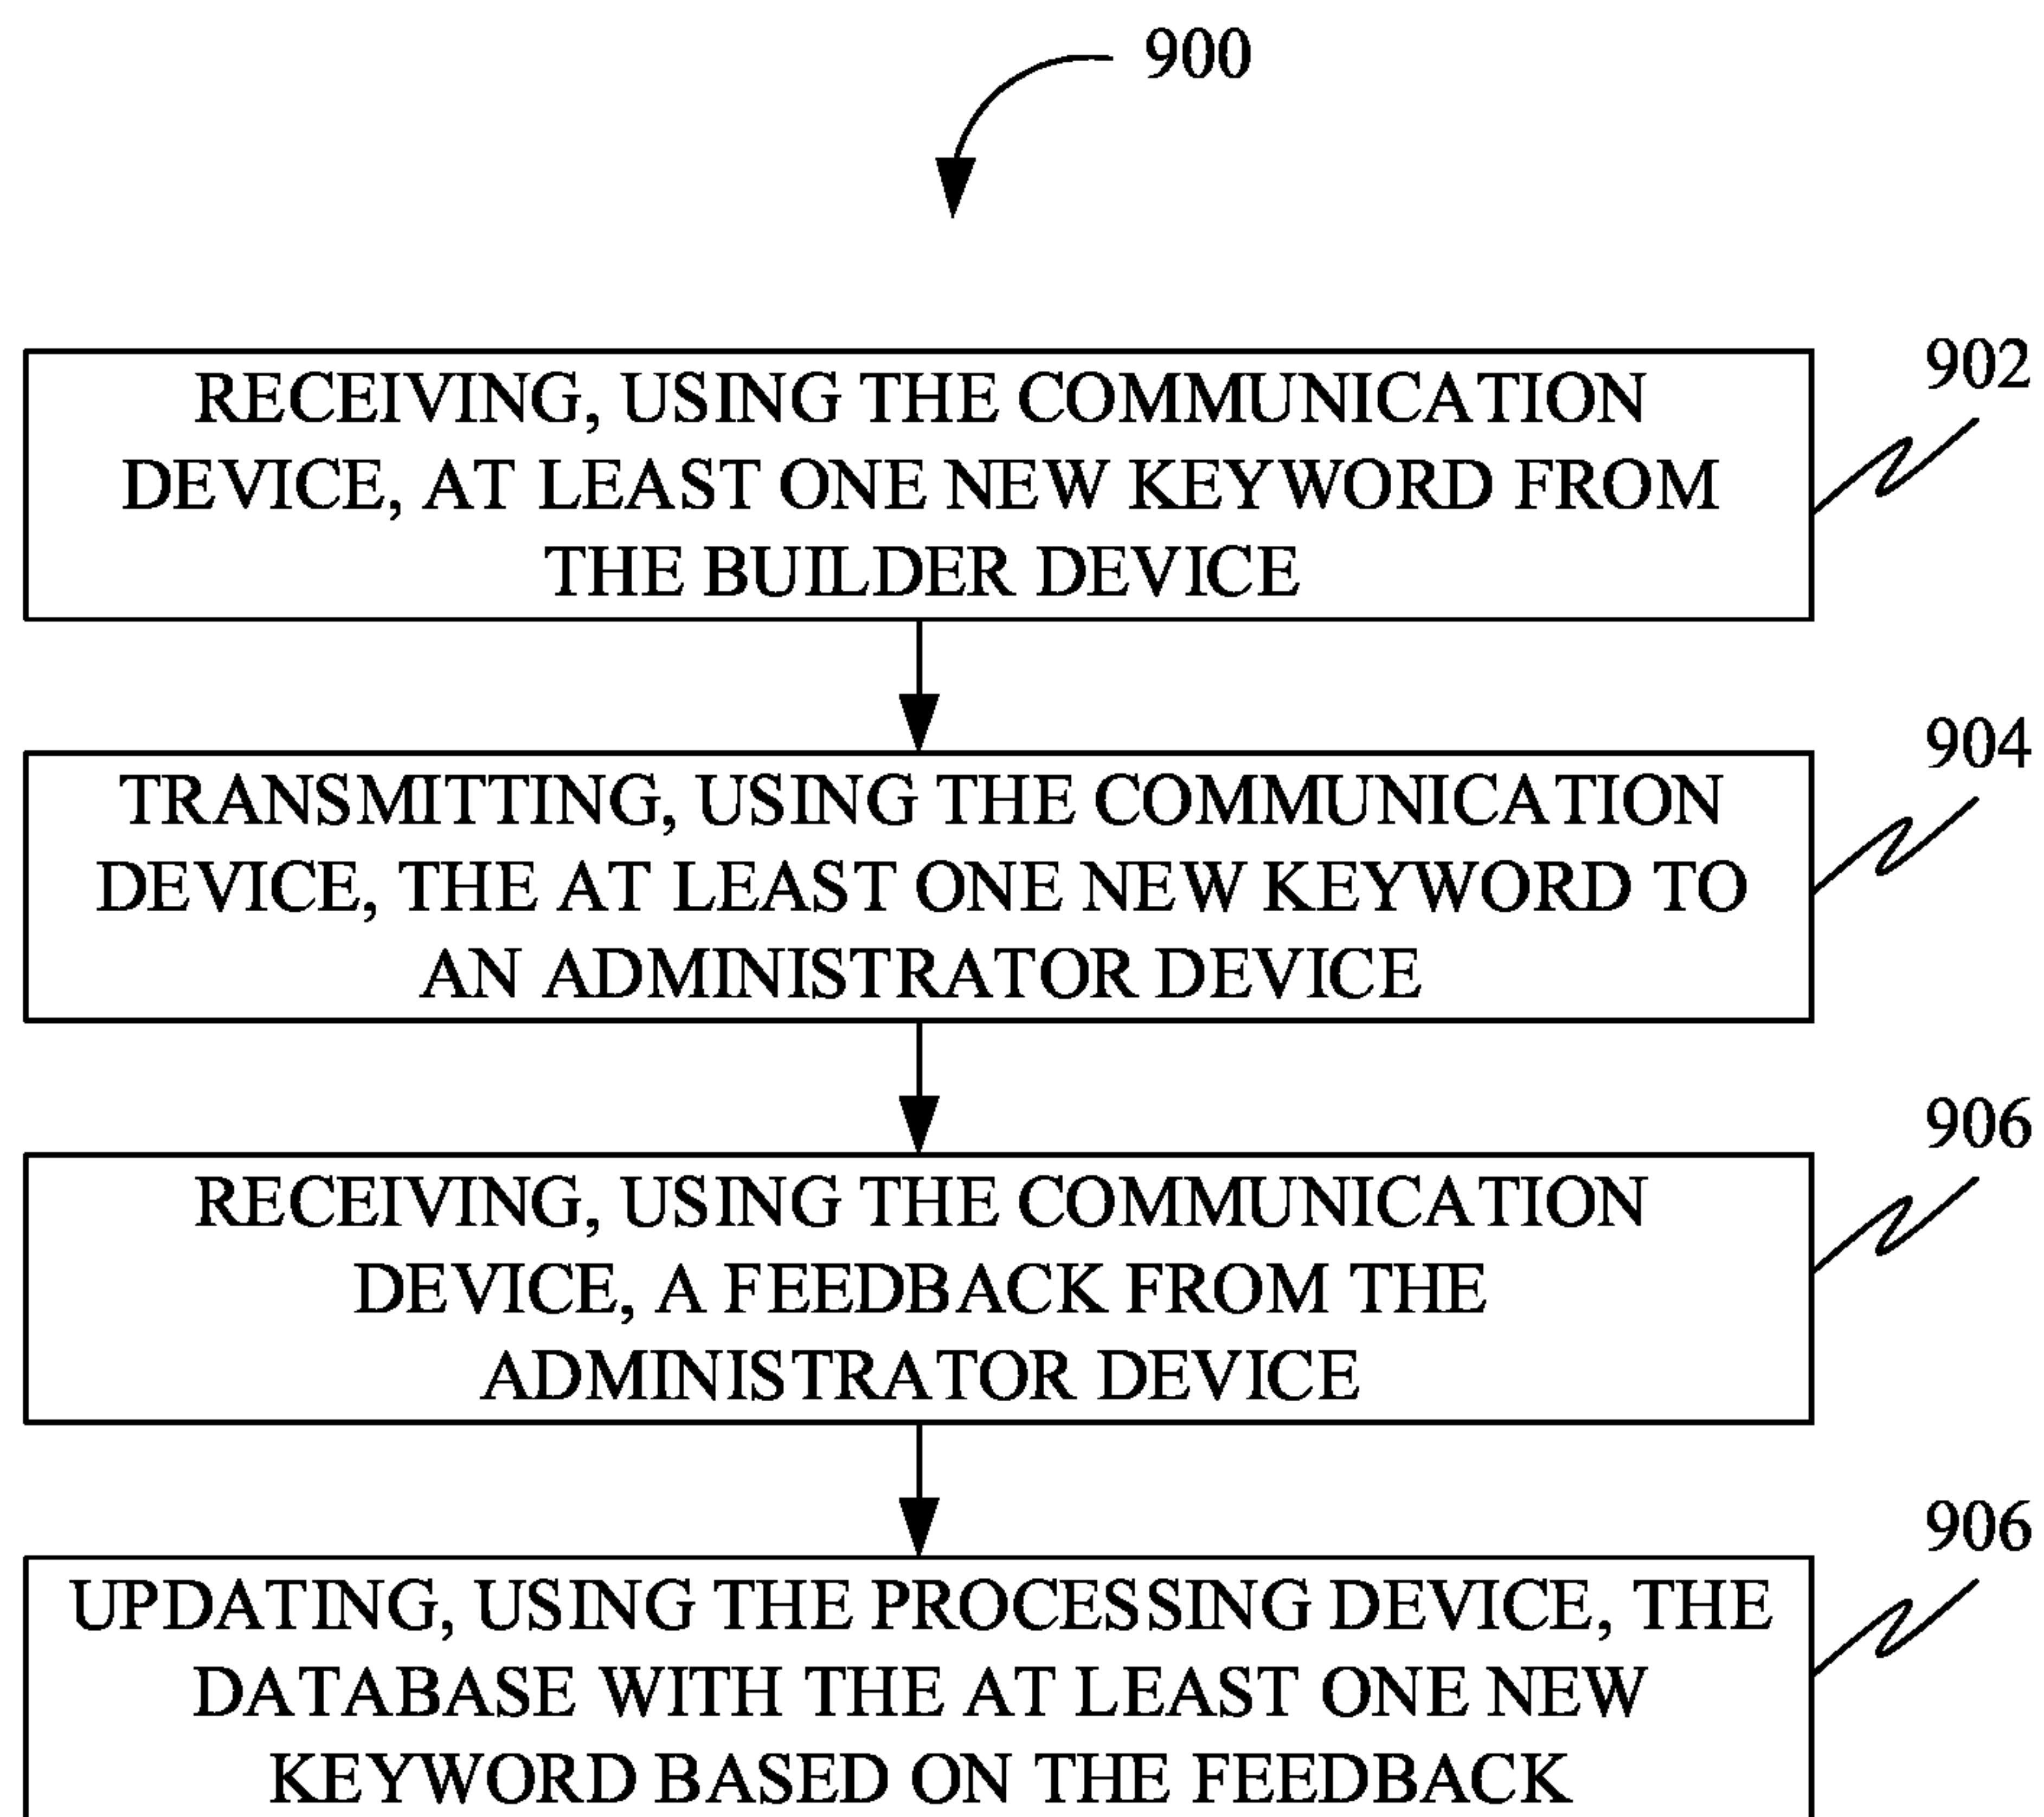 900
902
RECEIVING, USING THE COMMUNICATION
DEVICE, AT LEAST ONE NEW KEYWORD FROM
THE BUILDER DEVICE
904
TRANSMITTING, USING THE COMMUNICATION
DEVICE, THE AT LEAST ONE NEW KEYWORD TO
AN ADMINISTRATOR DEVICE
906
RECEIVING, USING THE COMMUNICATION
DEVICE, A FEEDBACK FROM THE
ADMINISTRATOR DEVICE
906
UPDATING, USING THE PROCESSING DEVICE, THE
DATABASE WITH THE AT LEAST ONE NEW
KEYWORD BASED ON THE FEEDBACK